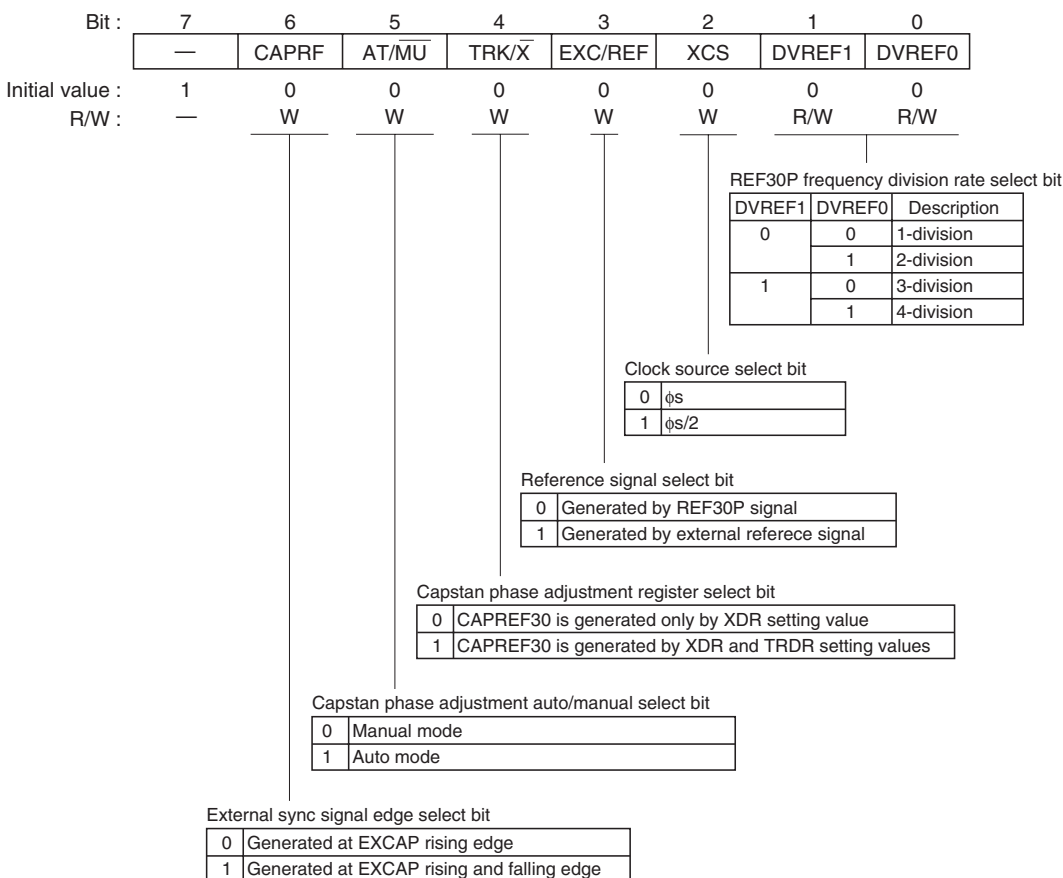 Bit : 7 6 5 4 3 2 1 0
— CAPRF AT/M̅U̅ TRK/X̅ EXC/REF XCS DVREF1 DVREF0
Initial value : 1 0 0 0 0 0 0 0
R/W : — W W W W W R/W R/W
REF30P frequency division rate select bit
DVREF1 DVREF0 Description
0 0 1-division
1 2-division
1 0 3-division
1 4-division
Clock source select bit
0 ϕs
1 ϕs/2
Reference signal select bit
0 Generated by REF30P signal
1 Generated by external referece signal
Capstan phase adjustment register select bit
0 CAPREF30 is generated only by XDR setting value
1 CAPREF30 is generated by XDR and TRDR setting values
Capstan phase adjustment auto/manual select bit
0 Manual mode
1 Auto mode
External sync signal edge select bit
0 Generated at EXCAP rising edge
1 Generated at EXCAP rising and falling edge